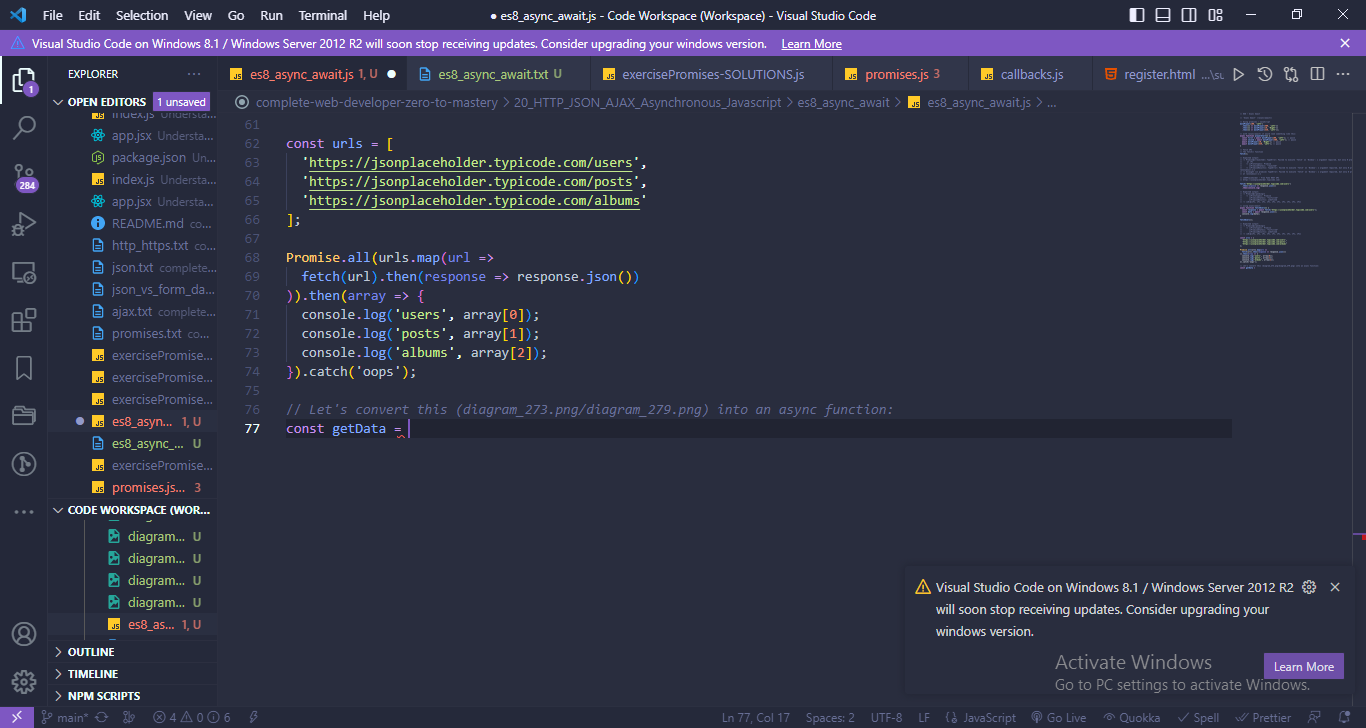 File Edit Selection View Go Run Terminal Help
● es8_async_await.js - Code Workspace (Workspace) - Visual Studio Code
Visual Studio Code on Windows 8.1 / Windows Server 2012 R2 will soon stop receiving updates. Consider upgrading your windows version. Learn More
EXPLORER ...
OPEN EDITORS 1 unsaved
index.js Understa...
app.jsx Understa...
package.json Un...
index.js Understa...
app.jsx Understa...
README.md co...
http_https.txt co...
json.txt complete...
json_vs_form_da...
ajax.txt complete...
promises.txt co...
exercisePromise...
exercisePromise...
exercisePromise...
es8_asyn... 1, U
es8_async_... U
exercisePromise...
promises.js... 3
CODE WORKSPACE (WOR...
diagram... U
diagram... U
diagram... U
diagram... U
es8_as... 1, U
OUTLINE
TIMELINE
NPM SCRIPTS
1
284
es8_async_await.js 1, U ●
es8_async_await.txt U
exercisePromises-SOLUTIONS.js
promises.js 3
callbacks.js
register.html ...\su
complete-web-developer-zero-to-mastery > 20_HTTP_JSON_AJAX_Asynchronous_Javascript > es8_async_await > es8_async_await.js > ...
61
62 const urls = [
63 'https://jsonplaceholder.typicode.com/users',
64 'https://jsonplaceholder.typicode.com/posts',
65 'https://jsonplaceholder.typicode.com/albums'
66 ];
67
68 Promise.all(urls.map(url =>
69 fetch(url).then(response => response.json())
70 )).then(array => {
71 console.log('users', array[0]);
72 console.log('posts', array[1]);
73 console.log('albums', array[2]);
74 }).catch('oops');
75
76 // Let's convert this (diagram_273.png/diagram_279.png) into an async function:
77 const getData =
Visual Studio Code on Windows 8.1 / Windows Server 2012 R2
will soon stop receiving updates. Consider upgrading your
windows version.
Learn More
Activate Windows
Go to PC settings to activate Windows.
main* 4 0 6
Ln 77, Col 17 Spaces: 2 UTF-8 LF JavaScript Go Live Quokka Spell Prettier